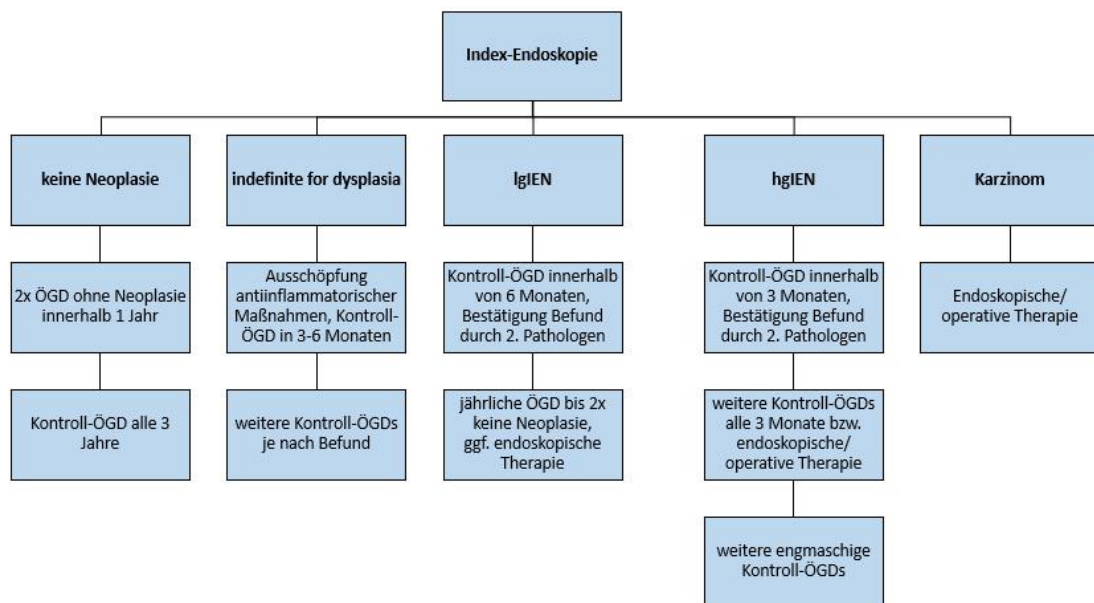 Index-Endoskopie
keine Neoplasie
indefinite for dysplasia
lgIEN
hgIEN
Karzinom
2x ÖGD ohne Neoplasie
innerhalb 1 Jahr
Ausschöpfung
antiinflammatorischer
Maßnahmen, Kontroll-
ÖGD in 3-6 Monaten
Kontroll-ÖGD innerhalb
von 6 Monaten,
Bestätigung Befund
durch 2. Pathologen
Kontroll-ÖGD innerhalb
von 3 Monaten,
Bestätigung Befund
durch 2. Pathologen
Endoskopische/
operative Therapie
Kontroll-ÖGD alle 3
Jahre
weitere Kontroll-ÖGDs
je nach Befund
jährliche ÖGD bis 2x
keine Neoplasie,
ggf. endoskopische
Therapie
weitere Kontroll-ÖGDs
alle 3 Monate bzw.
endoskopische/
operative Therapie
weitere engmaschige
Kontroll-ÖGDs